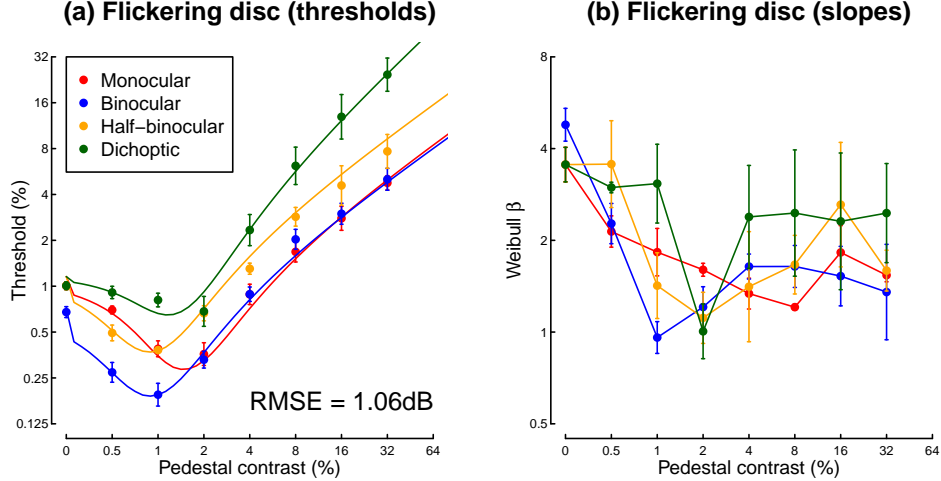 (a) Flickering disc (thresholds)
Threshold (%)
32
16
8
4
2
1
0.5
0.25
0.125
Monocular
Binocular
Half−binocular
Dichoptic
RMSE = 1.06dB
0 0.5 1 2 4 8 16 32 64
Pedestal contrast (%)
(b) Flickering disc (slopes)
Weibull β
8
4
2
1
0.5
0 0.5 1 2 4 8 16 32 64
Pedestal contrast (%)